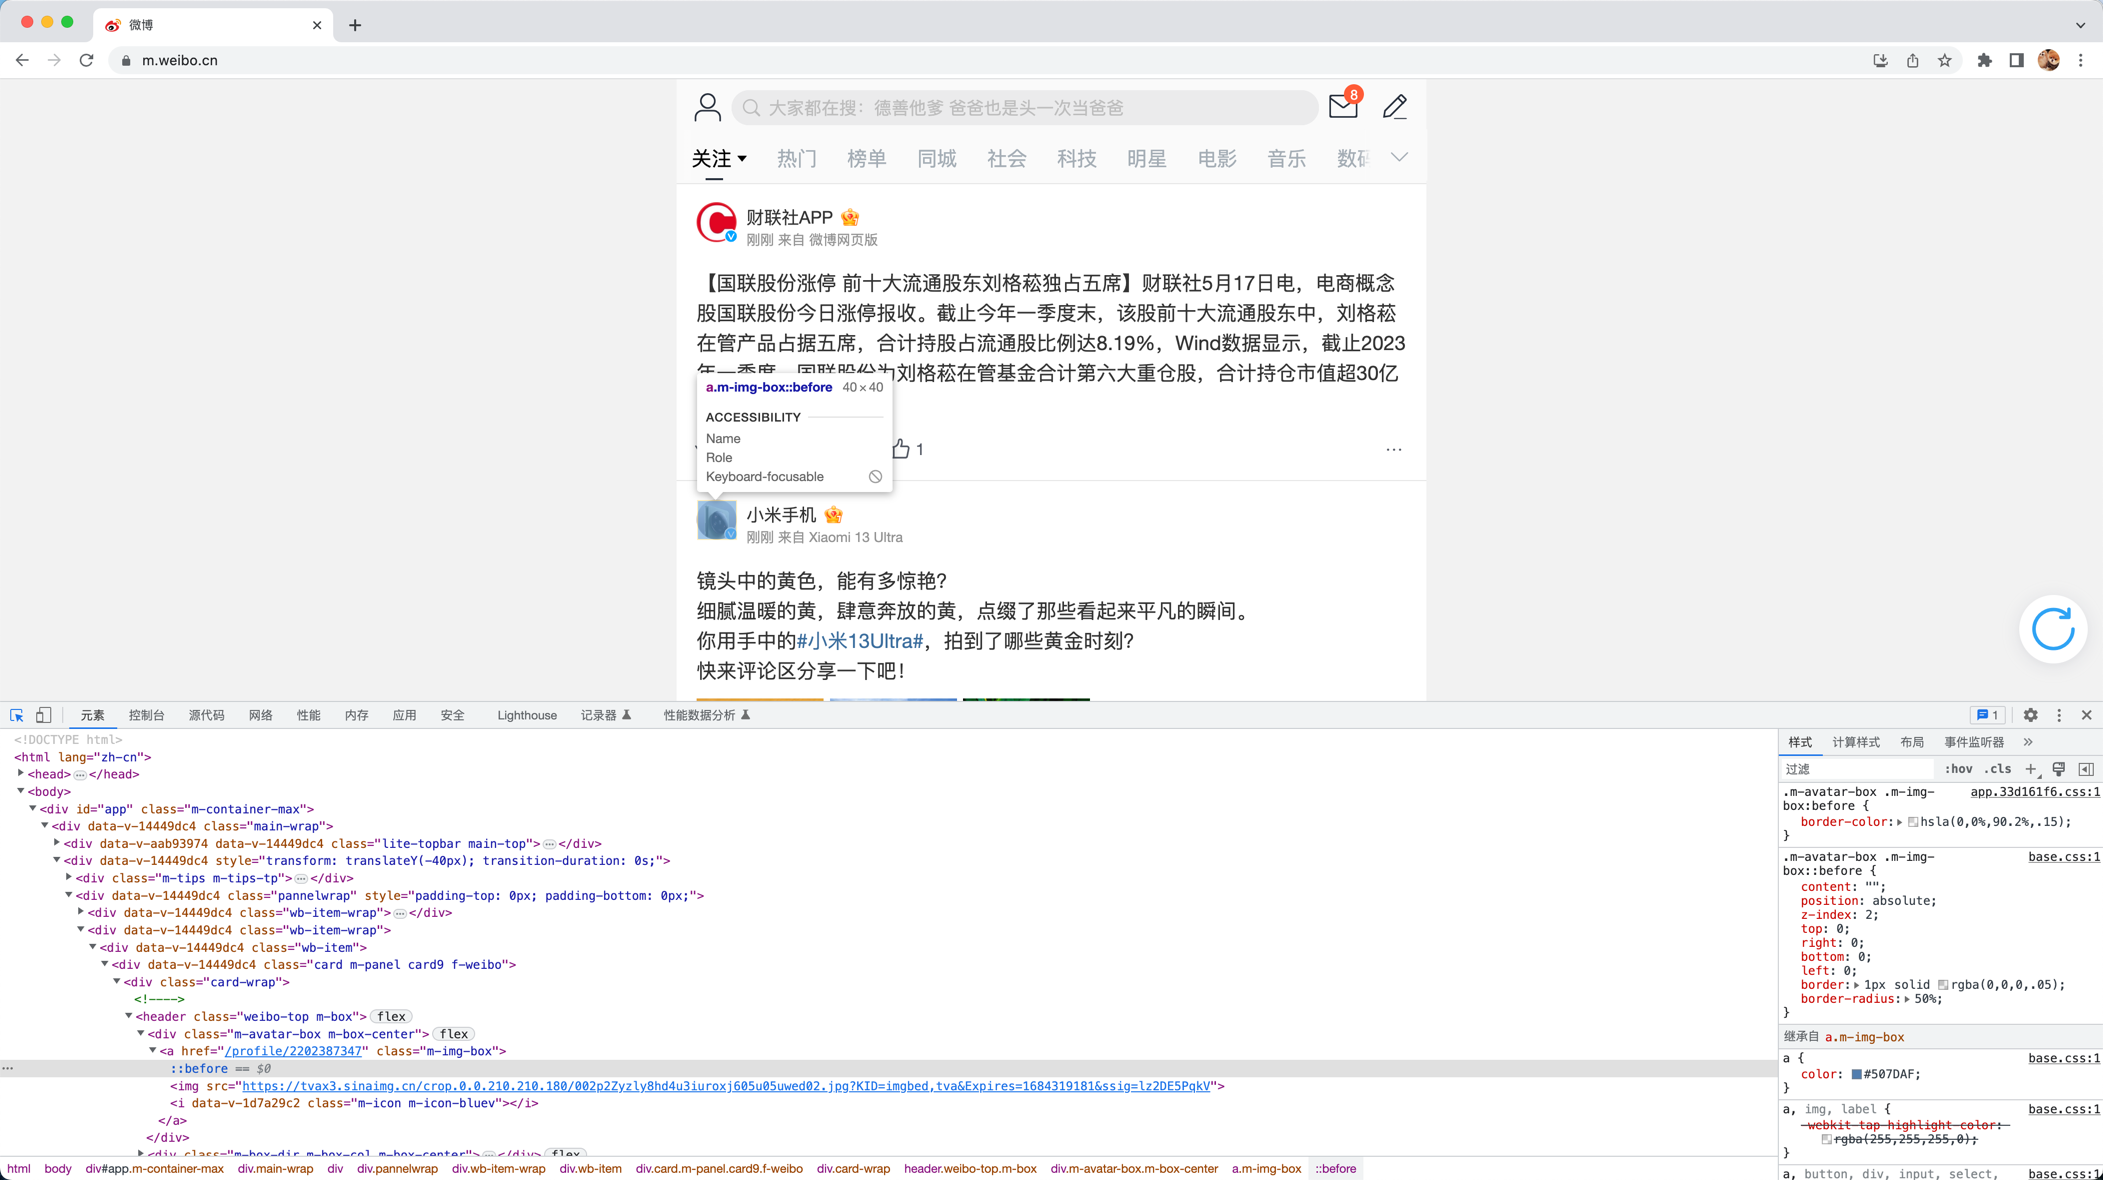 微博
m.weibo.cn
大家都在搜：德善他爹 爸爸也是头一次当爸爸
8
关注 热门 榜单 同城 社会 科技 明星 电影 音乐 数码
财联社APP
刚刚 来自 微博网页版
【国联股份涨停 前十大流通股东刘格菘独占五席】财联社5月17日电，电商概念
股国联股份今日涨停报收。截止今年一季度末，该股前十大流通股东中，刘格菘
在管产品占据五席，合计持股占流通股比例达8.19%，Wind数据显示，截止2023
年一季度，国联股份为刘格菘在管基金合计第六大重仓股，合计持仓市值超30亿
a.m-img-box::before 40×40
ACCESSIBILITY
Name
Role
Keyboard-focusable
1
小米手机
刚刚 来自 Xiaomi 13 Ultra
镜头中的黄色，能有多惊艳？
细腻温暖的黄，肆意奔放的黄，点缀了那些看起来平凡的瞬间。
你用手中的#小米13Ultra#，拍到了哪些黄金时刻？
快来评论区分享一下吧！
元素 控制台 源代码 网络 性能 内存 应用 安全 Lighthouse 记录器 性能数据分析 1
<!DOCTYPE html>
<html lang="zh-cn">
<head>…</head>
<body>
<div id="app" class="m-container-max">
<div data-v-14449dc4 class="main-wrap">
<div data-v-aab93974 data-v-14449dc4 class="lite-topbar main-top">…</div>
<div data-v-14449dc4 style="transform: translateY(-40px); transition-duration: 0s;">
<div class="m-tips m-tips-tp">…</div>
<div data-v-14449dc4 class="pannelwrap" style="padding-top: 0px; padding-bottom: 0px;">
<div data-v-14449dc4 class="wb-item-wrap">…</div>
<div data-v-14449dc4 class="wb-item-wrap">
<div data-v-14449dc4 class="wb-item">
<div data-v-14449dc4 class="card m-panel card9 f-weibo">
<div class="card-wrap">
<!---->
<header class="weibo-top m-box"> flex
<div class="m-avatar-box m-box-center"> flex
<a href="/profile/2202387347" class="m-img-box">
::before == $0
<img src="https://tvax3.sinaimg.cn/crop.0.0.210.210.180/002p2Zyzly8hd4u3iuroxj605u05uwed02.jpg?KID=imgbed,tva&Expires=1684319181&ssig=lz2DE5PqkV">
<i data-v-1d7a29c2 class="m-icon m-icon-bluev"></i>
</a>
</div>
<div class="m-box-dir m-box-col m-box-center">…</div> flex
html body div#app.m-container-max div.main-wrap div div.pannelwrap div.wb-item-wrap div.wb-item div.card.m-panel.card9.f-weibo div.card-wrap header.weibo-top.m-box div.m-avatar-box.m-box-center a.m-img-box ::before
样式 计算样式 布局 事件监听器
过滤 :hov .cls
.m-avatar-box .m-img- app.33d161f6.css:1
box:before {
border-color: hsla(0,0%,90.2%,.15);
}
.m-avatar-box .m-img- base.css:1
box::before {
content: "";
position: absolute;
z-index: 2;
top: 0;
right: 0;
bottom: 0;
left: 0;
border: 1px solid rgba(0,0,0,.05);
border-radius: 50%;
}
继承自 a.m-img-box
a { base.css:1
color: #507DAF;
}
a, img, label { base.css:1
-webkit-tap-highlight-color:
rgba(255,255,255,0);
}
a, button, div, input, select, base.css:1